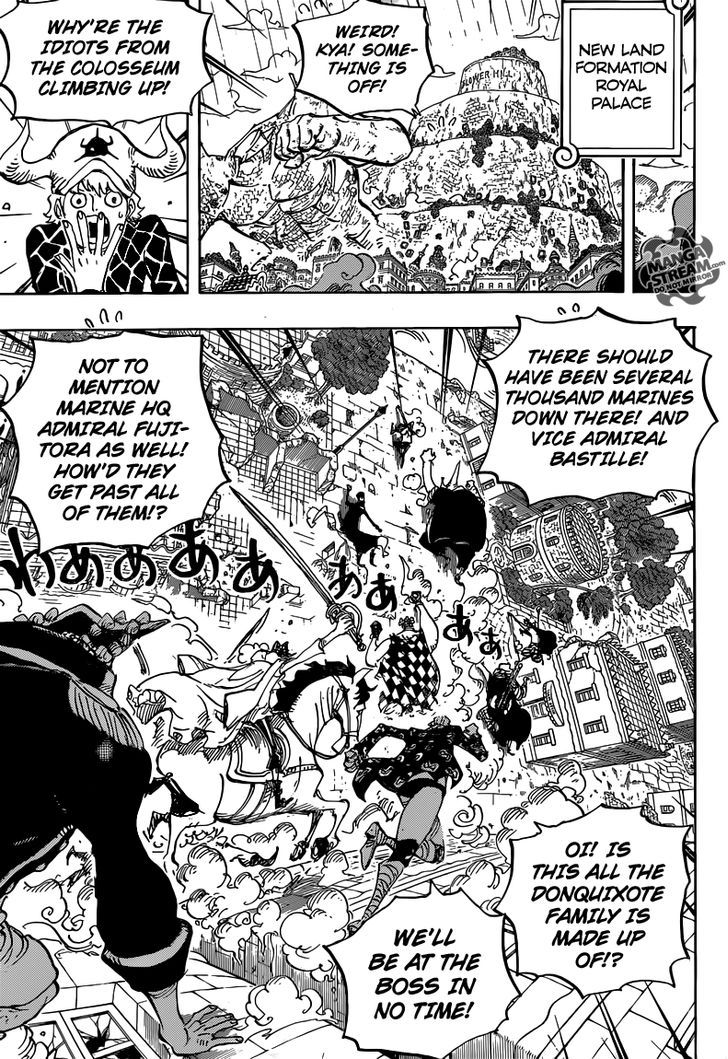 NEW LAND
FORMATION
ROYAL
PALACE
WEIRD!
KYA! SOME-
THING IS
OFF!
LOWER HILL
WHY'RE THE
IDIOTS FROM
THE COLOSSEUM
CLIMBING UP!
MANGA
STREAM.com
DO NOT MIRROR!
THERE SHOULD
HAVE BEEN SEVERAL
THOUSAND MARINES
DOWN THERE! AND
VICE ADMIRAL
BASTILLE!
NOT TO
MENTION
MARINE HQ
ADMIRAL FUJI-
TORA AS WELL!
HOW'D THEY
GET PAST ALL
OF THEM!?
わぁぁぁああ
ああ
ああ
OI! IS
THIS ALL THE
DONQUIXOTE
FAMILY IS
MADE UP
OF!?
WE'LL
BE AT THE
BOSS IN
NO TIME!